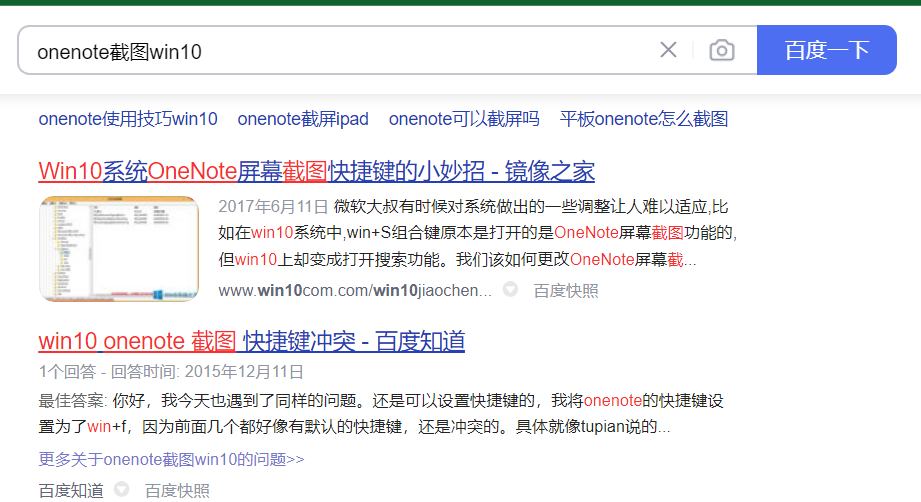 onenote截图win10
百度一下
onenote使用技巧win10 onenote截屏ipad onenote可以截屏吗 平板onenote怎么截图
Win10系统OneNote屏幕截图快捷键的小妙招 - 镜像之家
2017年6月11日 微软大叔有时候对系统做出的一些调整让人难以适应,比
如在win10系统中,win+S组合键原本是打开的是OneNote屏幕截图功能的,
但win10上却变成打开搜索功能。我们该如何更改OneNote屏幕截...
www.win10com.com/win10jiaochen... 百度快照
win10 onenote 截图 快捷键冲突 - 百度知道
1个回答 - 回答时间: 2015年12月11日
最佳答案: 你好，我今天也遇到了同样的问题。还是可以设置快捷键的，我将onenote的快捷键设
置为了win+f，因为前面几个都好像有默认的快捷键，还是冲突的。具体就像tupian说的...
更多关于onenote截图win10的问题>>
百度知道 百度快照